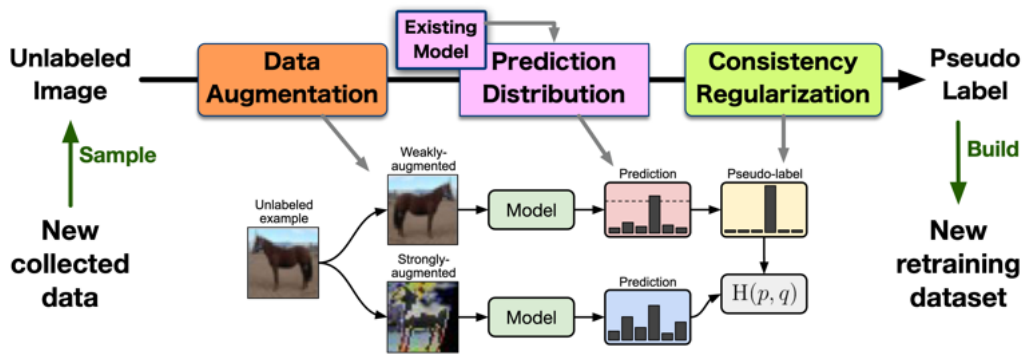 Unlabeled
Image
Data
Augmentation
Existing
Model
Prediction
Distribution
Consistency
Regularization
Pseudo
Label
Sample
Build
New
collected
data
Unlabeled
example
Weakly-
augmented
Model
Prediction
Pseudo-label
Strongly-
augmented
Model
Prediction
H(p, q)
New
retraining
dataset